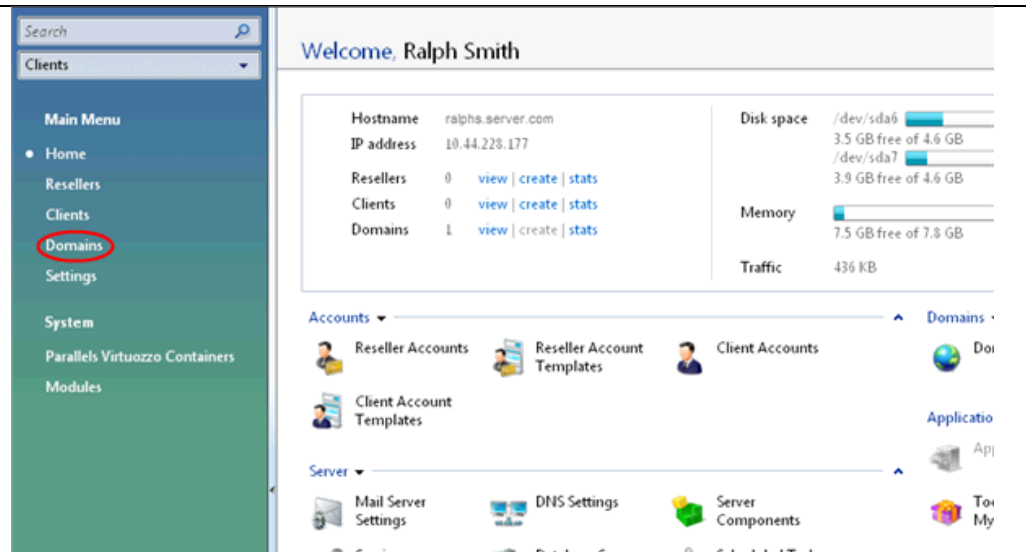 Search
Clients
Main Menu
Home
Resellers
Clients
Domains
Settings
System
Parallels Virtuozzo Containers
Modules
Welcome, Ralph Smith
Hostname ralphs.server.com
IP address 10.44.228.177
Resellers 0 view | create | stats
Clients 0 view | create | stats
Domains 1 view | create | stats
Disk space /dev/sda6
3.5 GB free of 4.6 GB
/dev/sda7
3.9 GB free of 4.6 GB
Memory
7.5 GB free of 7.8 GB
Traffic 436 KB
Accounts
Reseller Accounts
Reseller Account
Templates
Client Accounts
Client Account
Templates
Domains
Server
Mail Server
Settings
DNS Settings
Server
Components
My